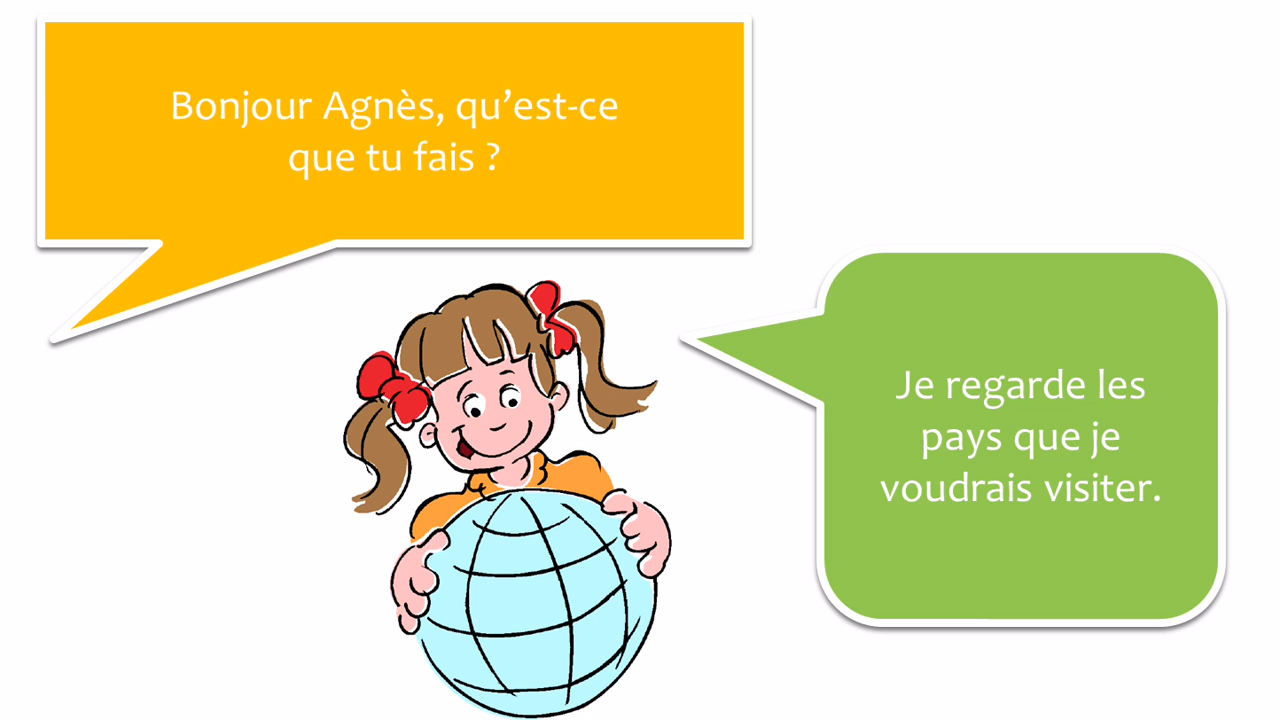 Bonjour Agnès, qu’est-ce
que tu fais ?
Je regarde les
pays que je
voudrais visiter.